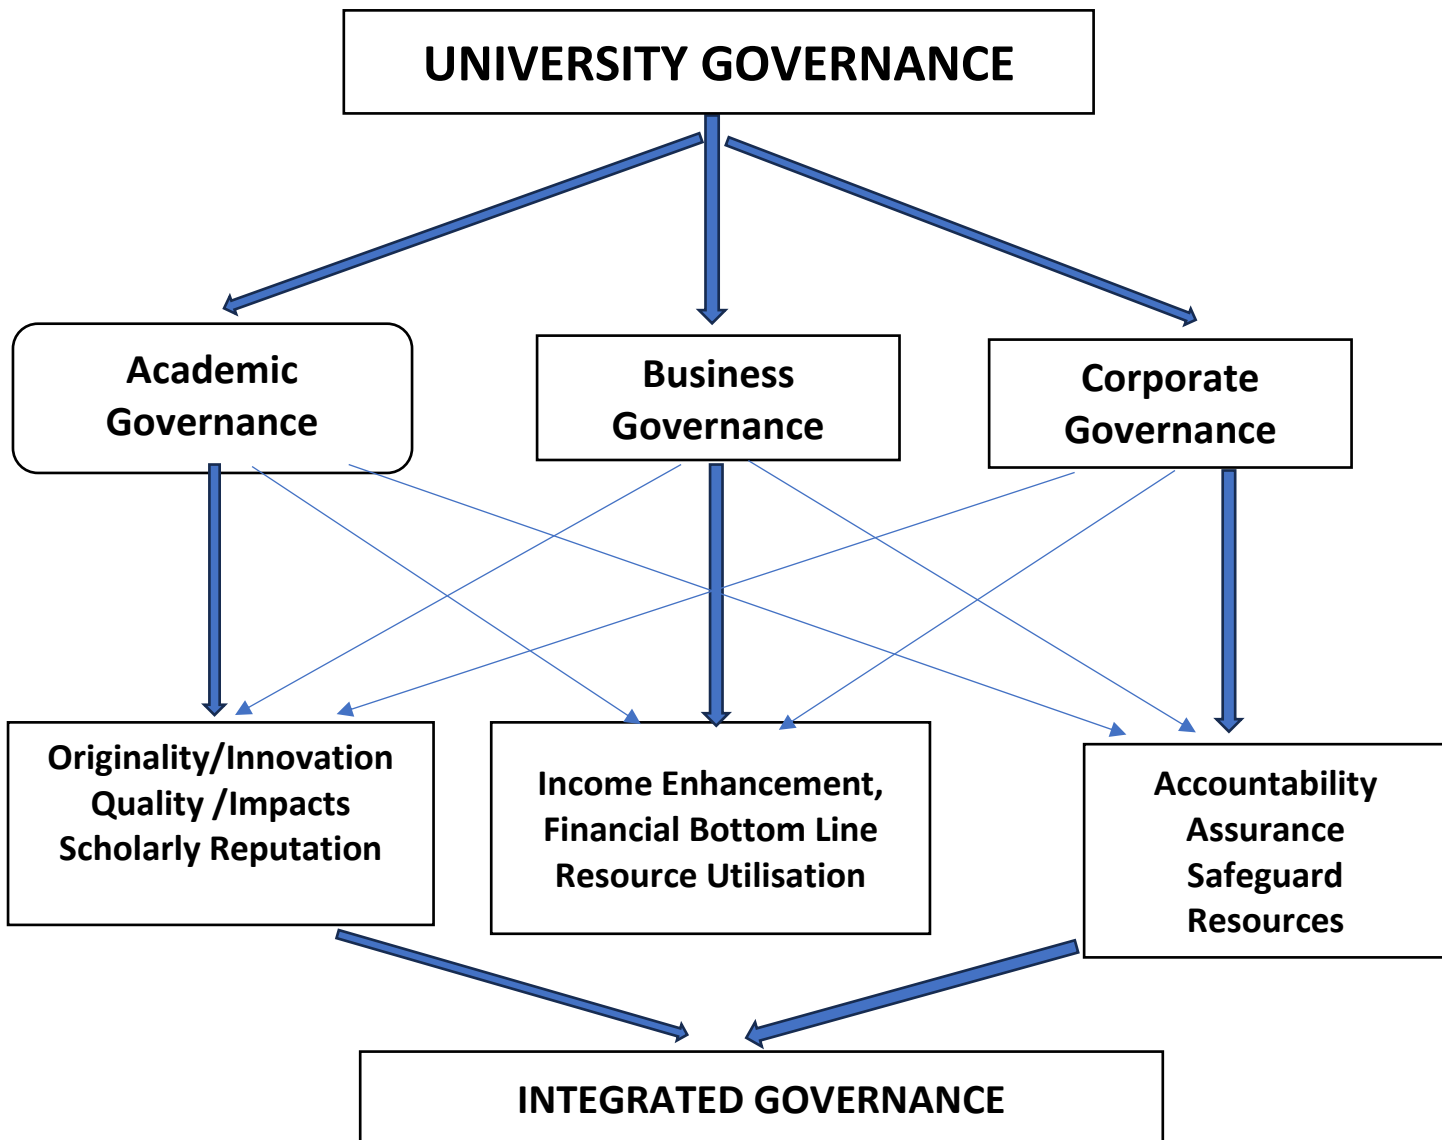 UNIVERSITY GOVERNANCE
Academic
Governance
Business
Governance
Corporate
Governance
Originality/Innovation
Quality /Impacts
Scholarly Reputation
Income Enhancement,
Financial Bottom Line
Resource Utilisation
Accountability
Assurance
Safeguard
Resources
INTEGRATED GOVERNANCE